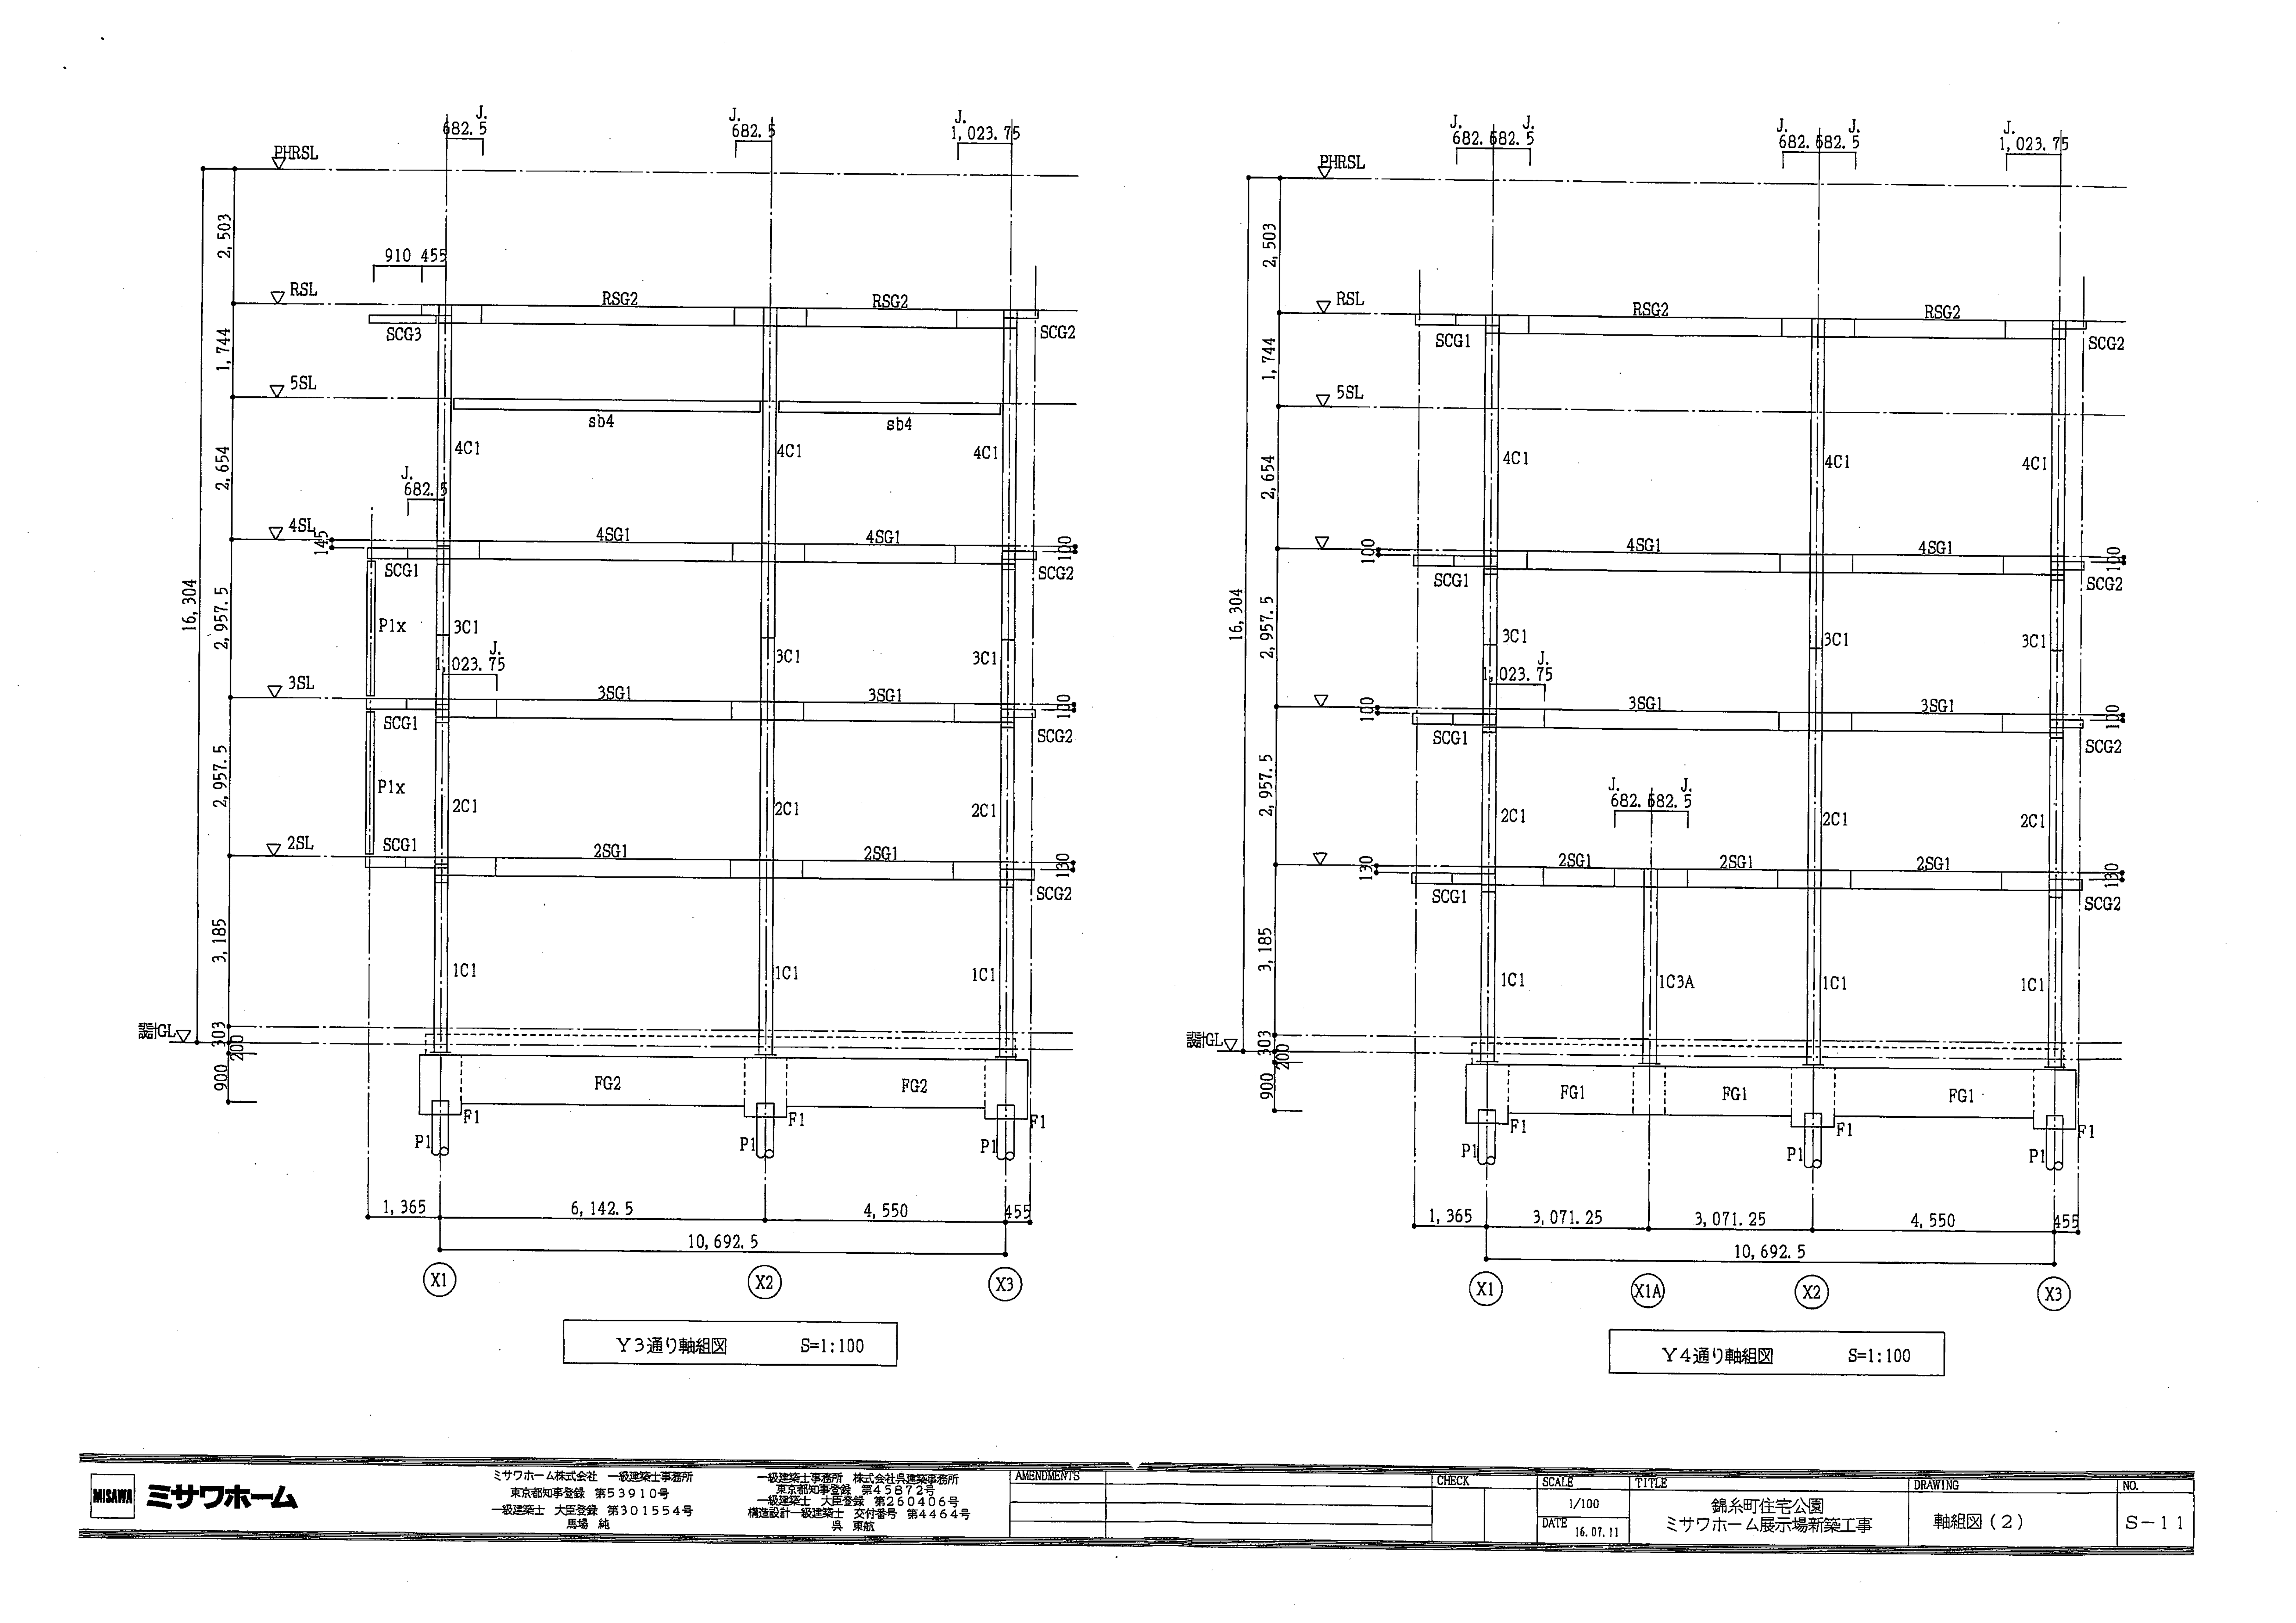 J.
682.5
J.
682.5
J.
1,023.75
PHRSL
2,503
910 455
RSL
RSG2
RSG2
SCG3
SCG2
1,744
5SL
sb4
sb4
4C1
4C1
4C1
2,654
J.
682.5
4SL
145
4SG1
4SG1
100
SCG1
SCG2
16,304
2,957.5
P1x
3C1
3C1
3C1
J.
1,023.75
3SL
3SG1
3SG1
100
SCG1
SCG2
2,957.5
P1x
2C1
2C1
2C1
2SL
SCG1
2SG1
2SG1
130
SCG2
3,185
1C1
1C1
1C1
設計GL
303
200
900
FG2
FG2
F1
F1
F1
P1
P1
P1
1,365
6,142.5
4,550
455
10,692.5
X1
X2
X3
Y3通り軸組図 S=1:100
J. J.
682.5 682.5
J. J.
682.5 682.5
J.
1,023.75
PHRSL
2,503
RSL
RSG2
RSG2
SCG1
SCG2
1,744
5SL
4C1
4C1
4C1
2,654
100
4SG1
4SG1
100
SCG1
SCG2
16,304
2,957.5
3C1
3C1
3C1
J.
1,023.75
100
3SG1
3SG1
100
SCG1
SCG2
2,957.5
J. J.
682.5 682.5
2C1
2C1
2C1
130
2SG1
2SG1
2SG1
130
SCG1
SCG2
3,185
1C1
1C3A
1C1
1C1
設計GL
303
200
900
FG1
FG1
FG1
F1
F1
F1
P1
P1
P1
1,365
3,071.25
3,071.25
4,550
455
10,692.5
X1
X1A
X2
X3
Y4通り軸組図 S=1:100
MISAWA
ミサワホーム
ミサワホーム株式会社 一級建築士事務所
東京都知事登録 第53910号
一級建築士 大臣登録 第301554号
馬場 純
一級建築士事務所 株式会社呉建築事務所
東京都知事登録 第45872号
一級建築士 大臣登録 第260406号
構造設計一級建築士 交付番号 第4464号
呉 東航
AMENDMENTS
CHECK
SCALE
1/100
DATE 16.07.11
TITLE
錦糸町住宅公園
ミサワホーム展示場新築工事
DRAWING
軸組図(2)
NO.
S-11